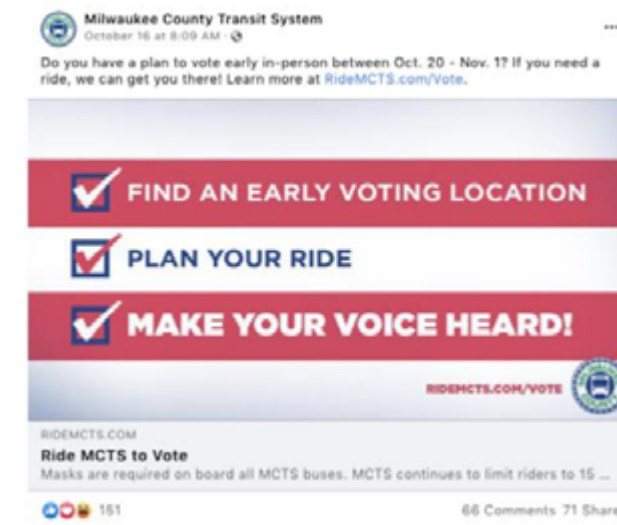 Milwaukee County Transit System
October 16 at 8:09 AM ·
Do you have a plan to vote early in-person between Oct. 20 - Nov. 1? If you need a
ride, we can get you there! Learn more at RideMCTS.com/Vote.
FIND AN EARLY VOTING LOCATION
PLAN YOUR RIDE
MAKE YOUR VOICE HEARD!
RIDEMCTS.COM/VOTE
RIDEMCTS.COM
Ride MCTS to Vote
Masks are required on board all MCTS buses. MCTS continues to limit riders to 15 ...
151
66 Comments 71 Share